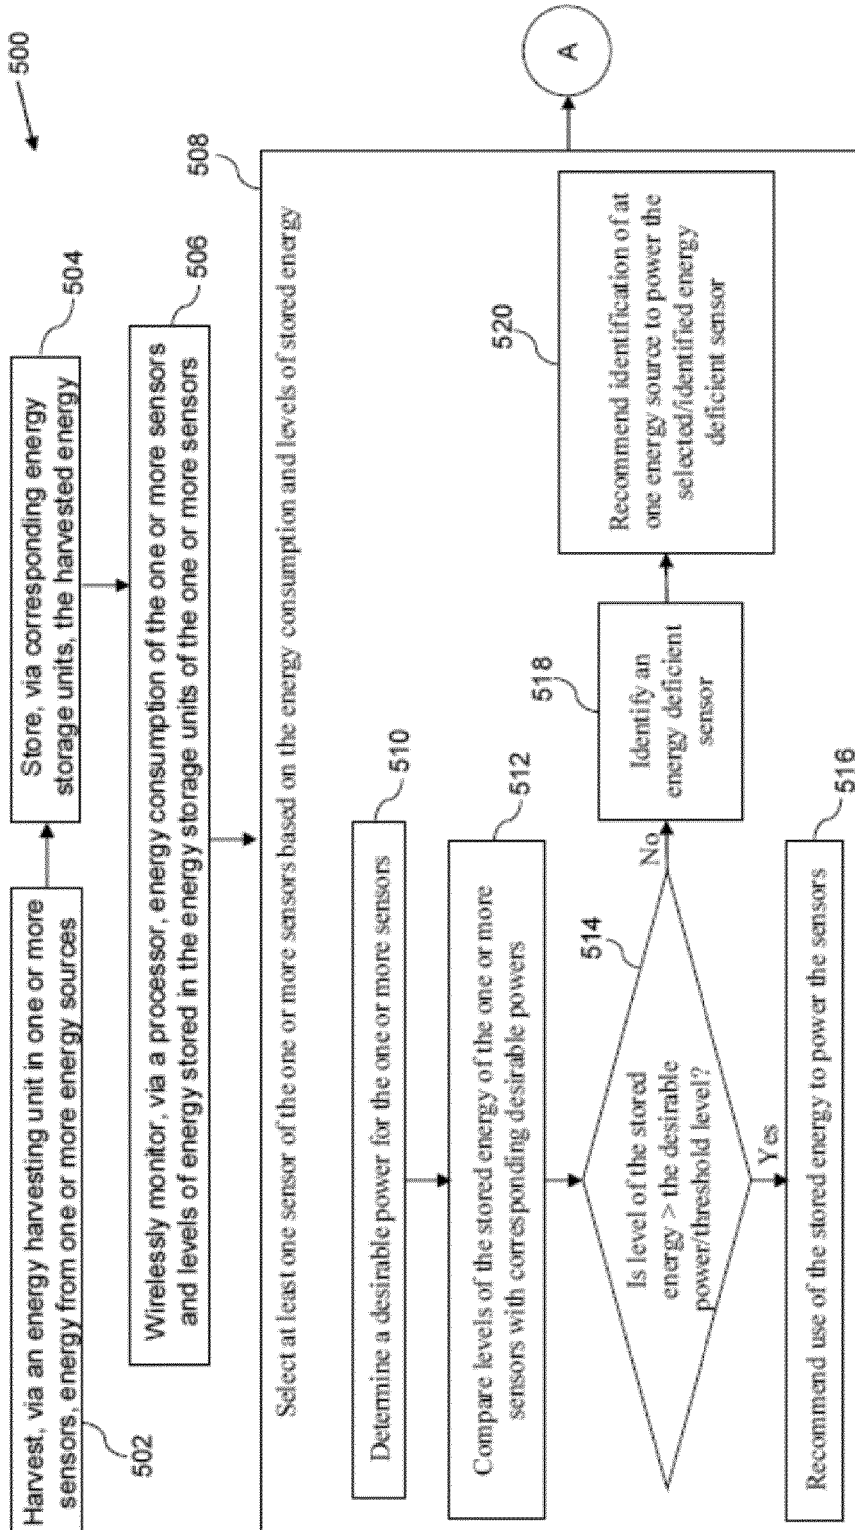 500
Harvest, via an energy harvesting unit in one or more
sensors, energy from one or more energy sources
502
Store, via corresponding energy
storage units, the harvested energy
504
Wirelessly monitor, via a processor, energy consumption of the one or more sensors
and levels of energy stored in the energy storage units of the one or more sensors
506
508
Select at least one sensor of the one or more sensors based on the energy consumption and levels of stored energy
Determine a desirable power for the one or more sensors
510
Compare levels of the stored energy of the one or more
sensors with corresponding desirable powers
512
Is level of the stored
energy > the desirable
power/threshold level?
514
No
Yes
Identify an
energy deficient
sensor
518
Recommend identification of at
one energy source to power the
selected/identified energy
deficient sensor
520
Recommend use of the stored energy to power the sensors
516
A